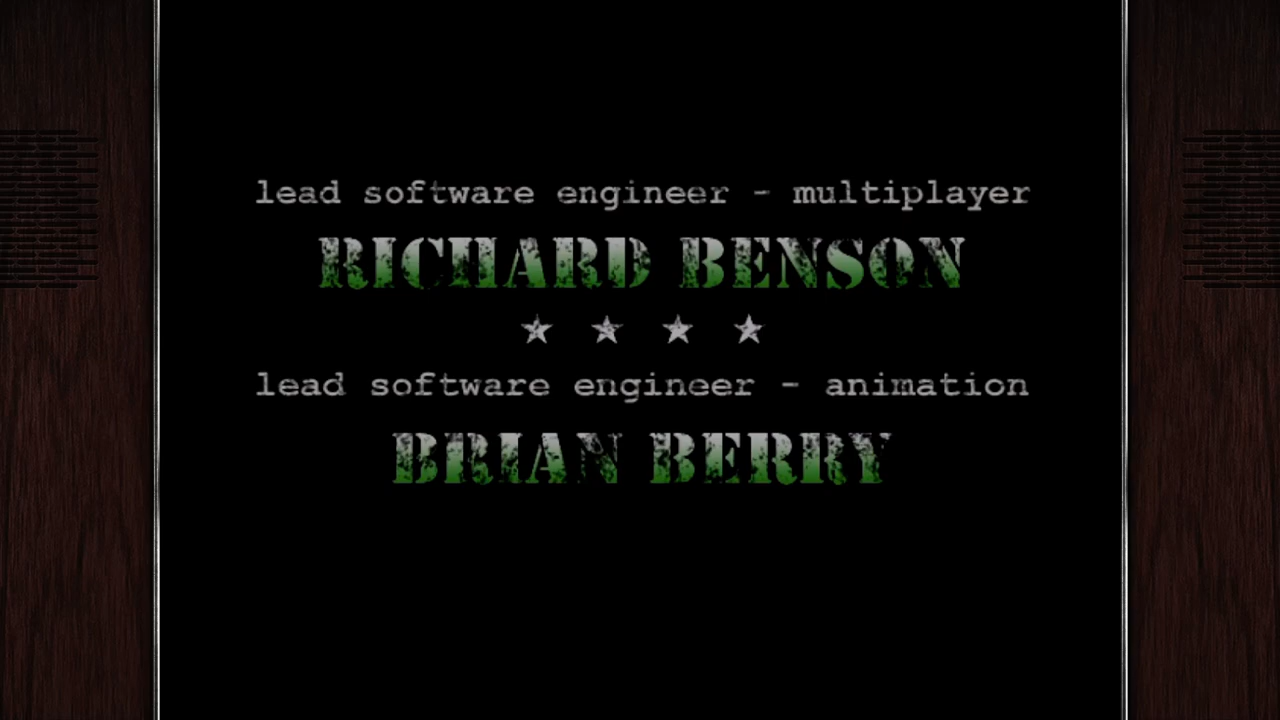 lead software engineer - multiplayer
RICHARD BENSON
lead software engineer - animation
BRIAN BERRY